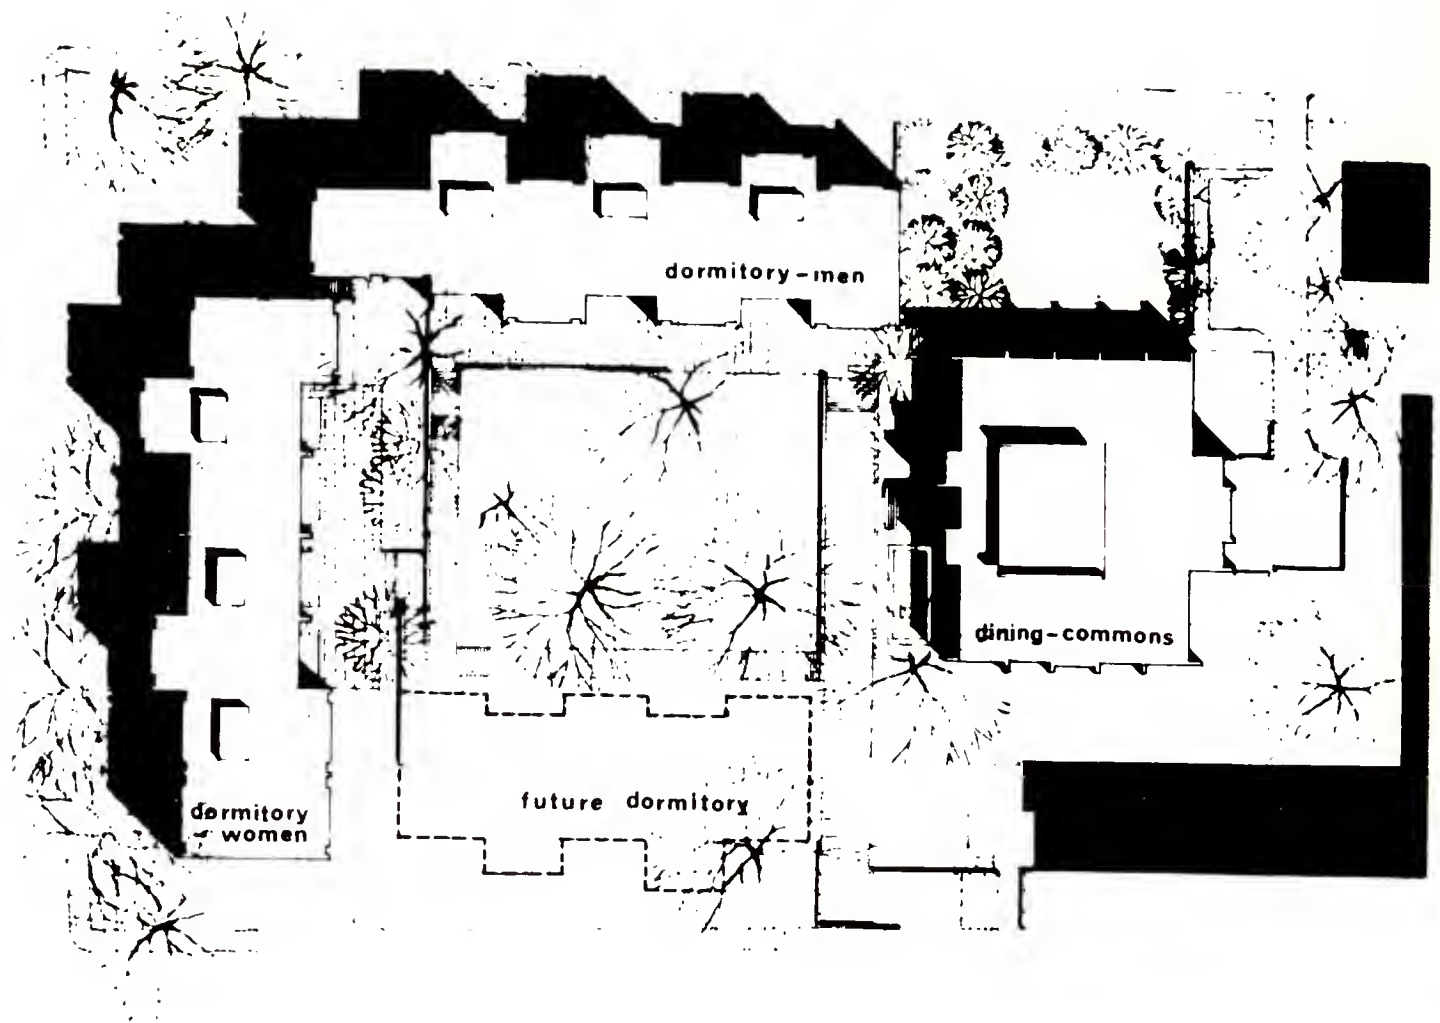 dormitory-men
dining-commons
future dormitory
dormitory
- women